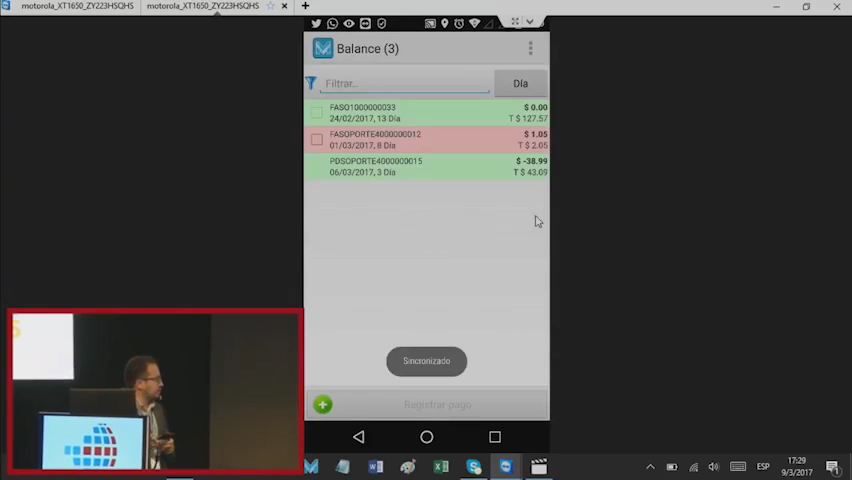 motorola_XT1650_ZY223HSQHS
motorola_XT1650_ZY223HSQHS
Balance (3)
Filtrar..
Día
FASO1000000033
$ 0.00
24/02/2017, 13 Día
T $ 127.57
FASOPORTE4000000012
$ 1.05
01/03/2017, 8 Día
T $ 2.05
PDSOPORTE4000000015
$ -38.99
06/03/2017, 3 Día
T $ 43.09
Sincronizado
Registrar pago
S
ESP
17:29
9/3/2017